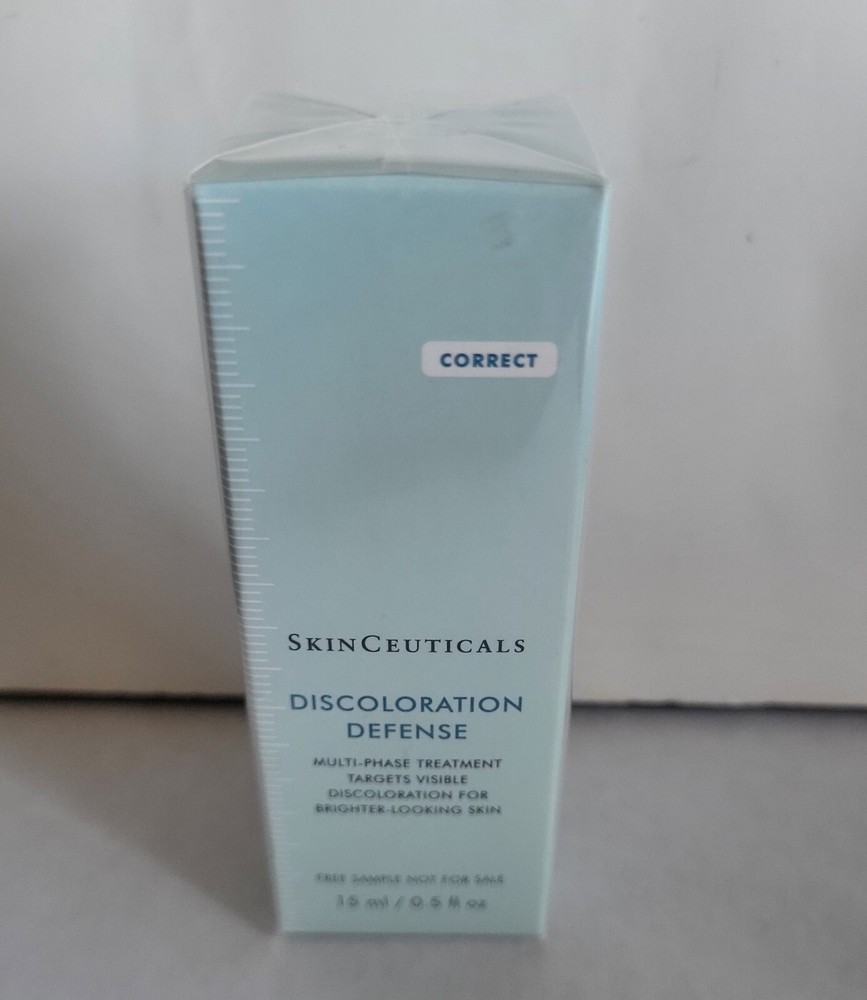 CORRECT
SKINCEUTICALS
DISCOLORATION
DEFENSE
MULTI-PHASE TREATMENT
TARGETS VISIBLE
DISCOLORATION FOR
BRIGHTER-LOOKING SKIN
FREE SAMPLE NOT FOR SALE
15 ml / 0.5 fl oz